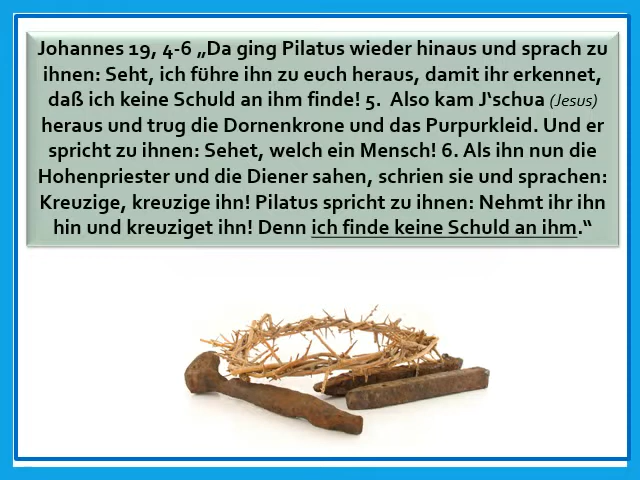 Johannes 19, 4-6 „Da ging Pilatus wieder hinaus und sprach zu
ihnen: Seht, ich führe ihn zu euch heraus, damit ihr erkennet,
daß ich keine Schuld an ihm finde! 5. Also kam J‘schua (Jesus)
heraus und trug die Dornenkrone und das Purpurkleid. Und er
spricht zu ihnen: Sehet, welch ein Mensch! 6. Als ihn nun die
Hohenpriester und die Diener sahen, schrien sie und sprachen:
Kreuzige, kreuzige ihn! Pilatus spricht zu ihnen: Nehmt ihr ihn
hin und kreuziget ihn! Denn ich finde keine Schuld an ihm.“